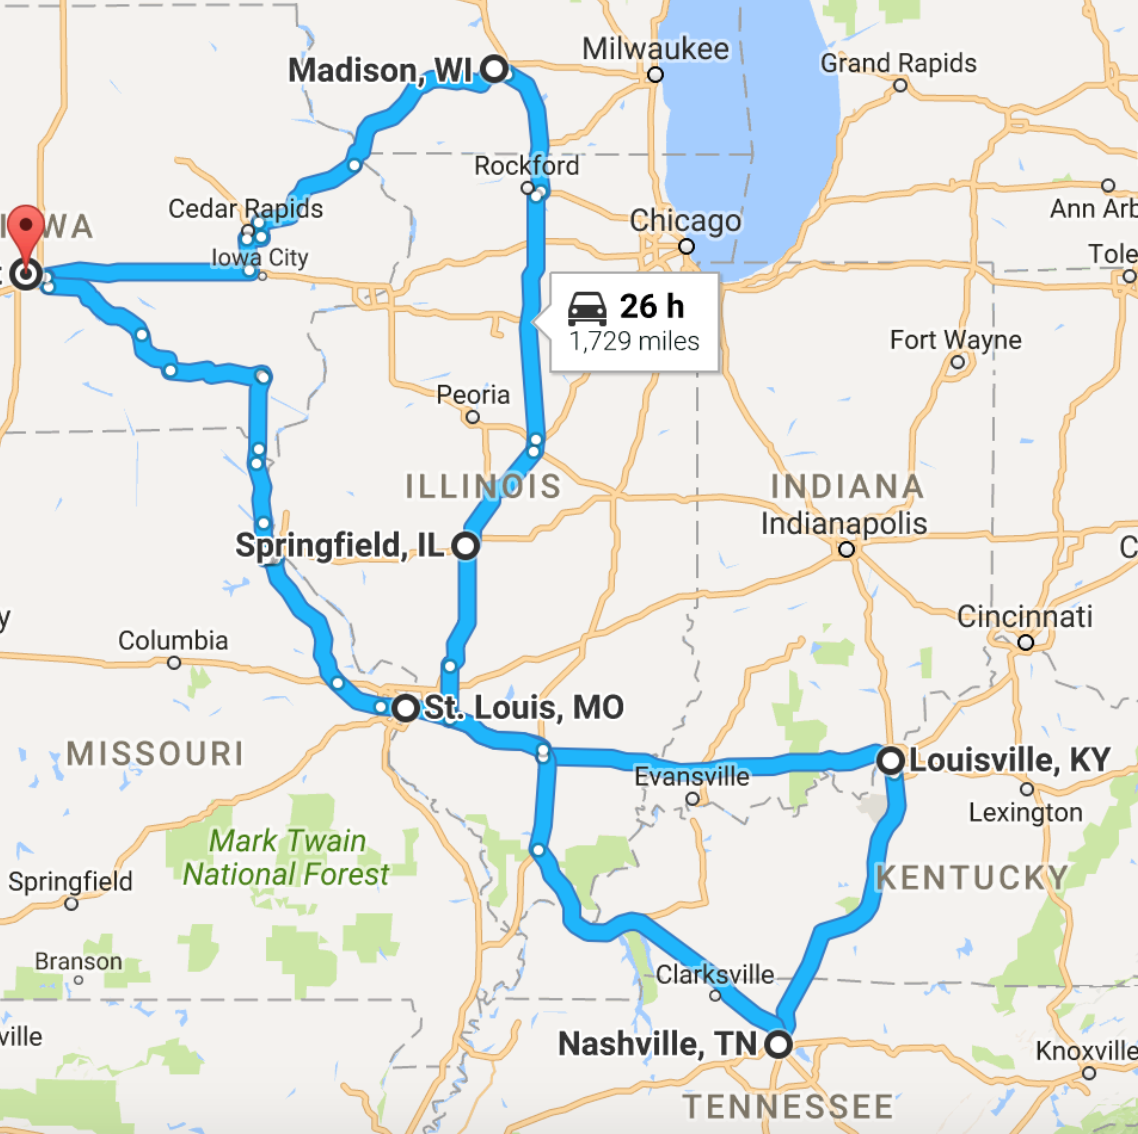 Milwaukee
Grand Rapids
Madison, WI
Rockford
Ann Arb
Cedar Rapids
Chicago
WA
Iowa City
Tole
26 h
1,729 miles
Fort Wayne
Peoria
ILLINOIS
INDIANA
Indianapolis
Springfield, IL
C
y
Cincinnati
Columbia
St. Louis, MO
MISSOURI
Louisville, KY
Evansville
Lexington
Mark Twain
National Forest
Springfield
KENTUCKY
Branson
Clarksville
ville
Nashville, TN
Knoxville
TENNESSEE